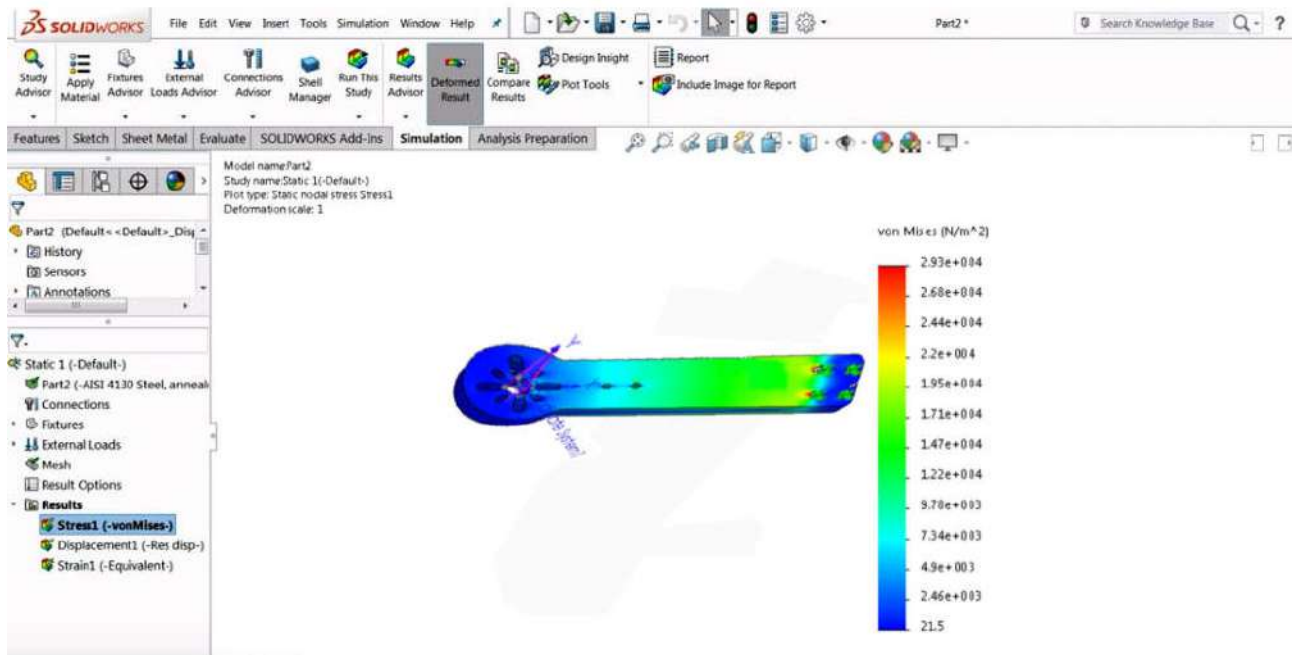 SOLIDWORKS File Edit View Insert Tools Simulation Window Help Part2 * Search Knowledge Base ?
Study Advisor Apply Material Fixtures Advisor External Loads Advisor Connections Advisor Shell Manager Run This Study Results Advisor Deformed Result Compare Results Design Insight Plot Tools Report Include Image for Report
Features Sketch Sheet Metal Evaluate SOLIDWORKS Add-Ins Simulation Analysis Preparation
Model name:Part2
Study name:Static 1(-Default-)
Plot type: Static nodal stress Stress1
Deformation scale: 1
Part2 (Default<<Default>_Disp
History
Sensors
Annotations
Static 1 (-Default-)
Part2 (-AISI 4130 Steel, anneale
Connections
Fixtures
External Loads
Mesh
Result Options
Results
Stress1 (-vonMises-)
Displacement1 (-Res disp-)
Strain1 (-Equivalent-)
von Mises (N/m^2)
2.93e+004
2.68e+004
2.44e+004
2.2e+004
1.95e+004
1.71e+004
1.47e+004
1.22e+004
9.78e+003
7.34e+003
4.9e+003
2.46e+003
21.5